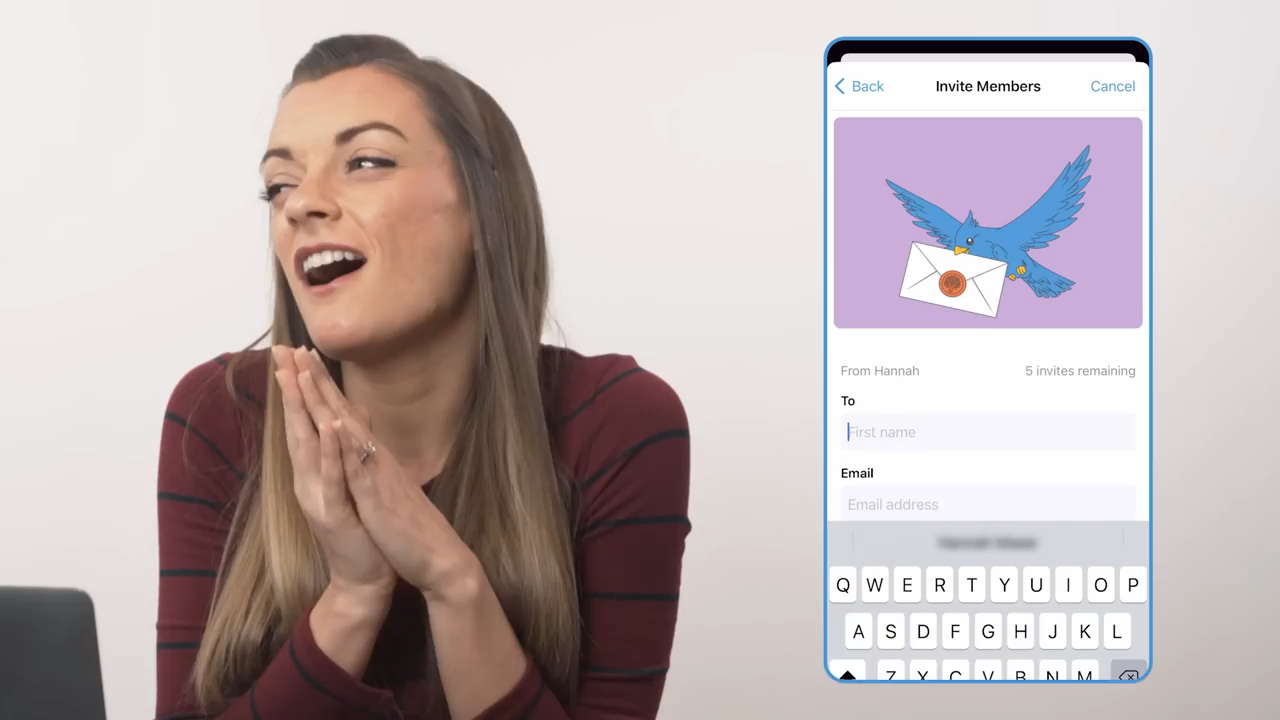 Back
Invite Members
Cancel
From Hannah
5 invites remaining
To
First name
Email
Email address
Q W E R T Y U I O P
A S D F G H J K L
Z X C V B N M